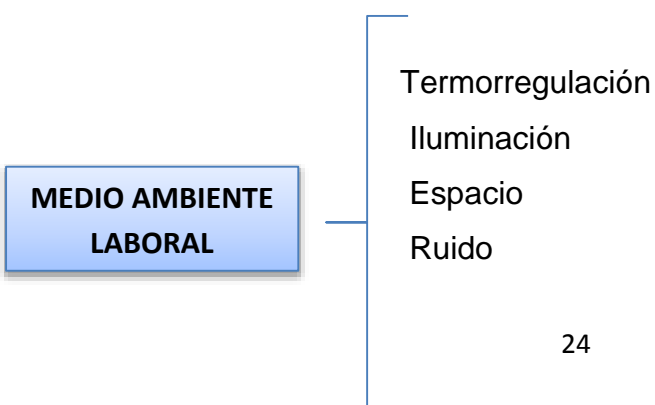 MEDIO AMBIENTE
LABORAL
Termorregulación
Iluminación
Espacio
Ruido
24